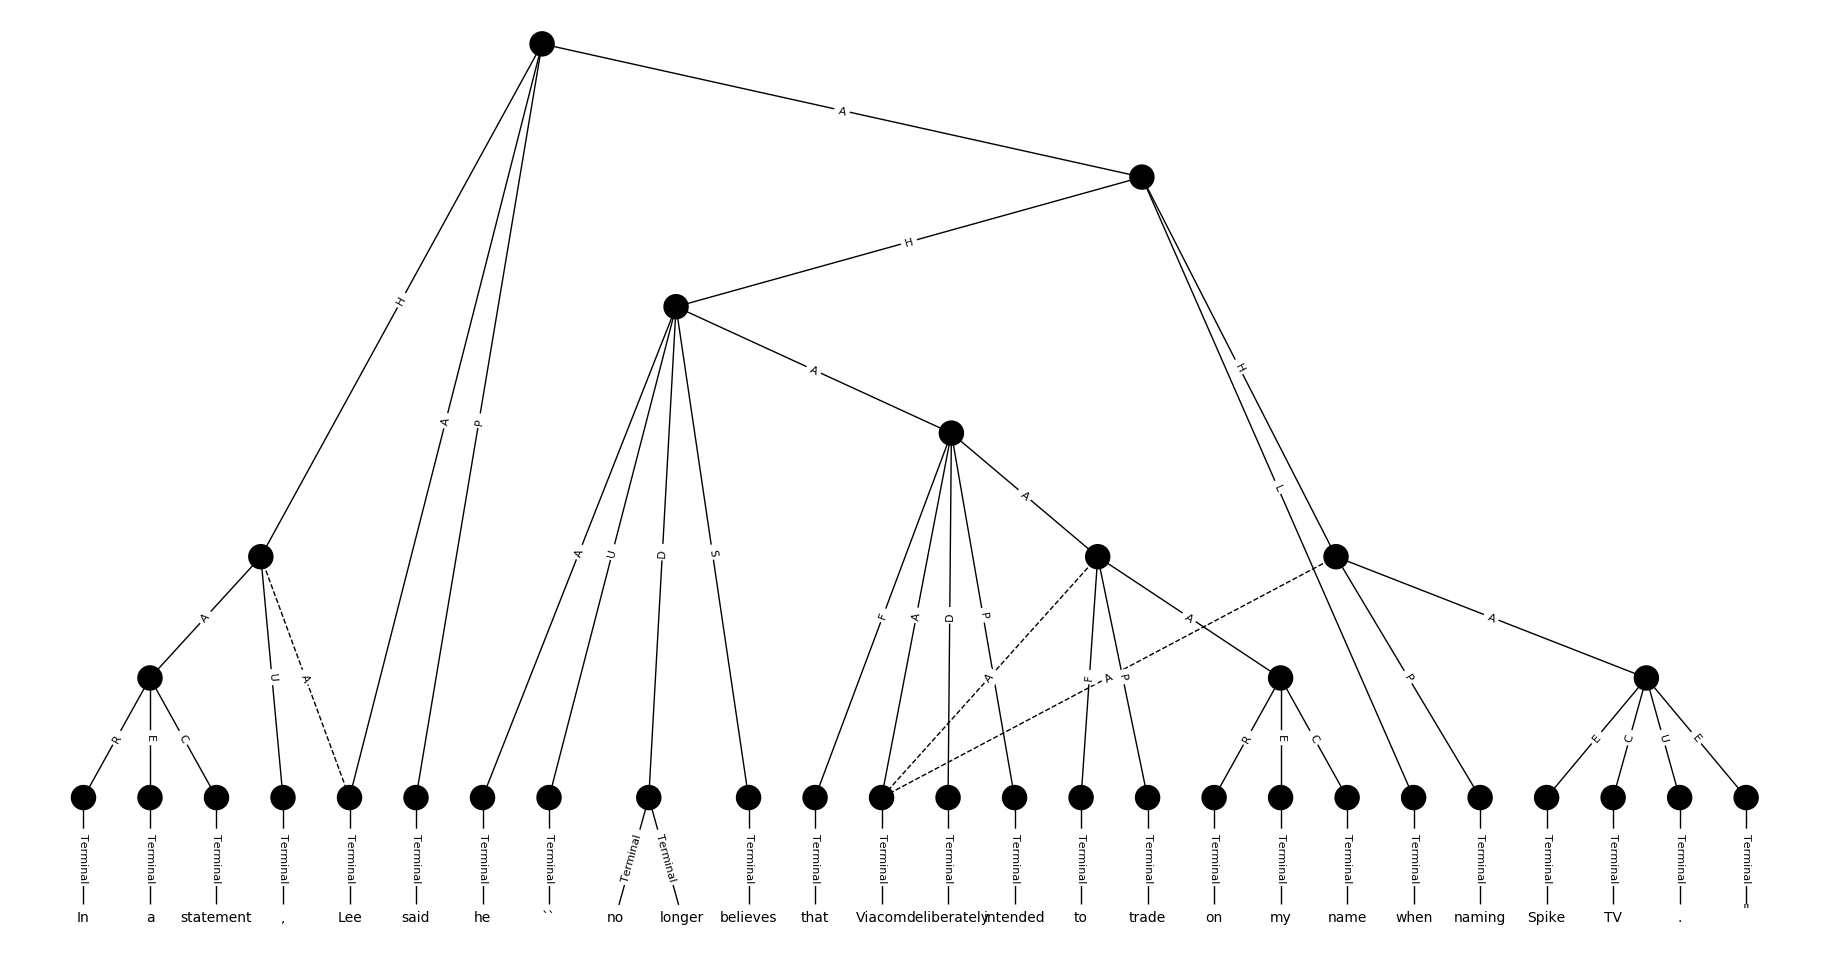 A
H
H
A
H
A
P
A
L
A
A
U
D
S
A
F
A
D
P
A
A
A
U
A
A
F
A
P
P
R
E
C
R
E
C
E
C
U
E
Terminal Terminal Terminal Terminal Terminal Terminal Terminal Terminal Terminal Terminal Terminal Terminal Terminal Terminal Terminal Terminal Terminal Terminal Terminal Terminal Terminal Terminal Terminal Terminal Terminal Terminal
In a statement , Lee said he `` no longer believes that Viacom deliberately intended to trade on my name when naming Spike TV . "